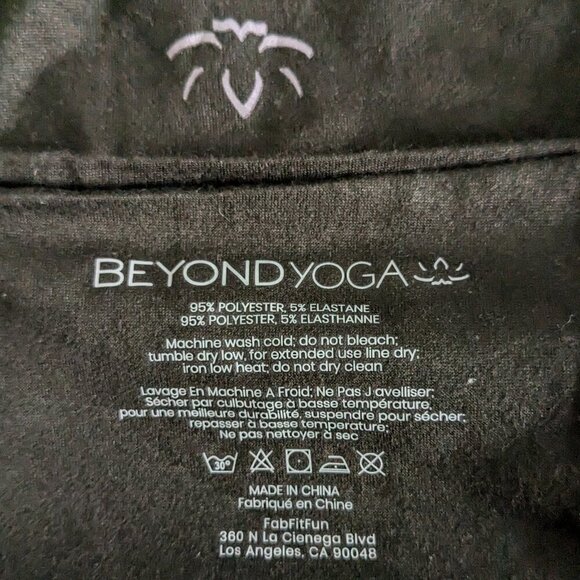 BEYOND YOGA
95% POLYESTER, 5% ELASTANE
95% POLYESTER, 5% ELASTHANNE
Machine wash cold; do not bleach;
tumble dry low, for extended use line dry;
iron low heat; do not dry clean
Lavage En Machine A Froid; Ne Pas J avelliser;
Sécher par culbutage à basse température,
pour une meilleure durabilité, suspendre pour sécher;
repasser à basse temperature;
Ne pas nettoyer à sec
30°
MADE IN CHINA
Fabriqué en Chine
FabFitFun
360 N La Cienega Blvd
Los Angeles, CA 90048